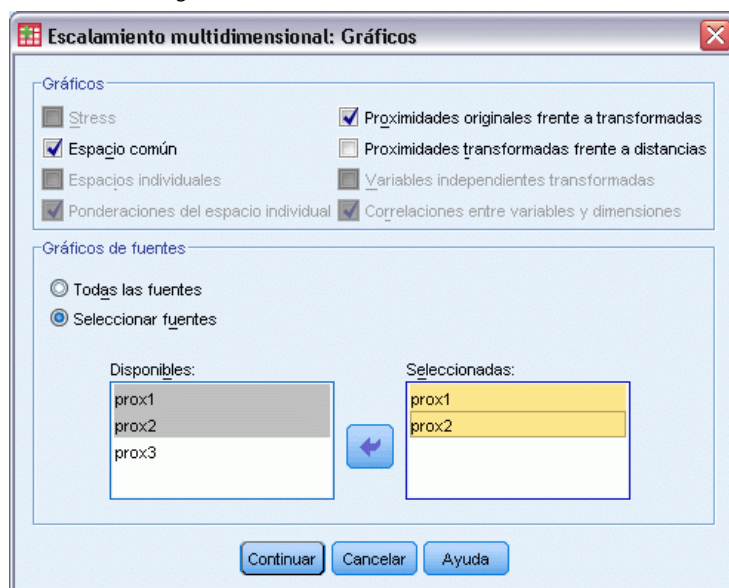 Escalamiento multidimensional: Gráficos
Gráficos
Stress
Proximidades originales frente a transformadas
Espacio común
Proximidades transformadas frente a distancias
Espacios individuales
Variables independientes transformadas
Ponderaciones del espacio individual
Correlaciones entre variables y dimensiones
Gráficos de fuentes
Todas las fuentes
Seleccionar fuentes
Disponibles:
Seleccionadas:
prox1
prox2
prox3
prox1
prox2
Continuar
Cancelar
Ayuda